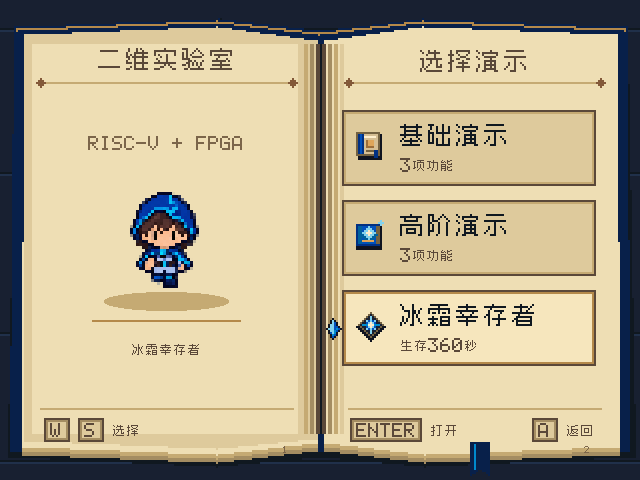 二维实验室
RISC-V + FPGA
冰霜幸存者
W S 选择
1
选择演示
基础演示
3项功能
高阶演示
3项功能
冰霜幸存者
生存360秒
ENTER 打开 A 返回
2